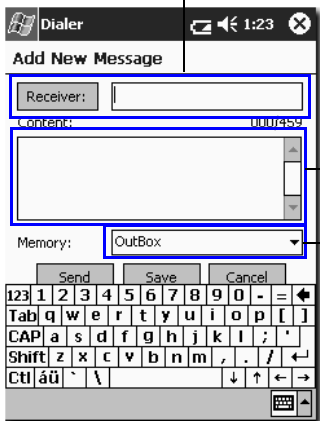 Dialer 1:23
Add New Message
Receiver:
Content: 000/459
Memory: OutBox
Send Save Cancel
123 1 2 3 4 5 6 7 8 9 0 - =
Tab q w e r t y u i o p [ ]
CAP a s d f g h j k l ; '
Shift z x c v b n m , . /
Ctl áü ` \